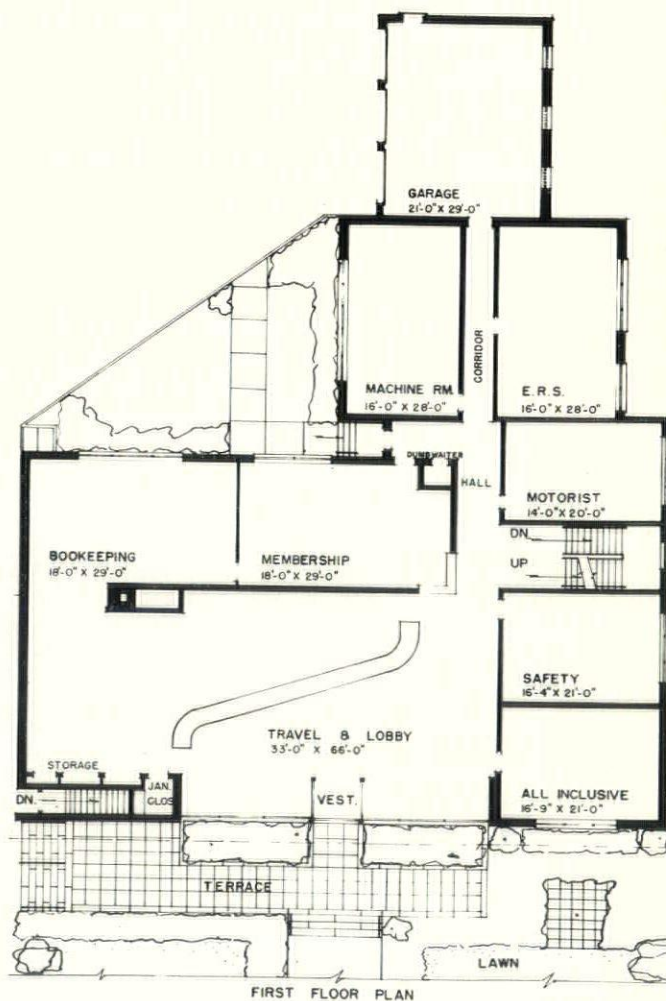 GARAGE
21'-0" X 29'-0"
MACHINE RM.
16'-0" X 28'-0"
CORRIDOR
E.R.S.
16'-0" X 28'-0"
DUMBWAITER
HALL
MOTORIST
14'-0" X 20'-0"
BOOKEEPING
18'-0" X 29'-0"
MEMBERSHIP
18'-0" X 29'-0"
DN.
UP
SAFETY
16'-4" X 21'-0"
TRAVEL & LOBBY
33'-0" X 66'-0"
STORAGE
DN.
JAN.
CLOS
VEST.
ALL INCLUSIVE
16'-9" X 21'-0"
TERRACE
LAWN
FIRST FLOOR PLAN